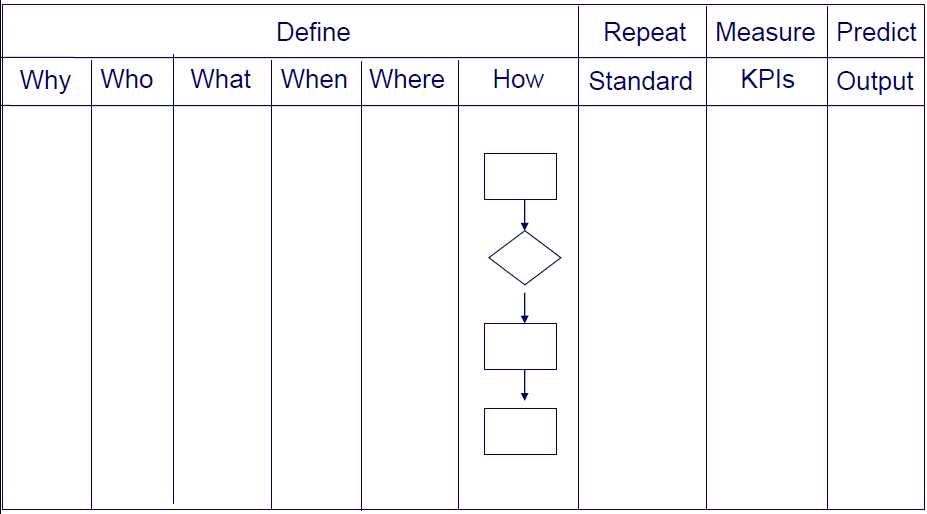 Define Repeat Measure Predict
Why Who What When Where How Standard KPIs Output